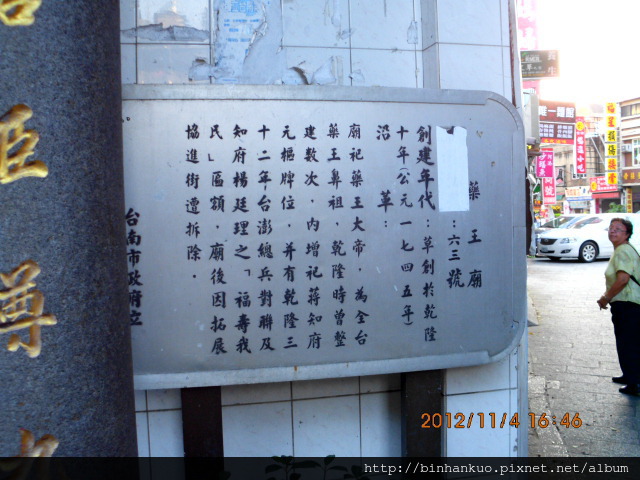 藥王廟
：六三號
創建年代：草創於乾隆
十年(公元一七四五年)
沿革：
廟祀藥王大帝，為全台
藥王鼻祖，乾隆時曾整
建數次，內增祀蔣知府
元樞牌位，并有乾隆三
十二年台澎總兵對聯及
知府楊廷理之「福壽我
民」區額，廟後因拓展
協進街遭拆除．
台南市政府立
尊
2012/11/4 16:46
http://binhankuo.pixnet.net/album